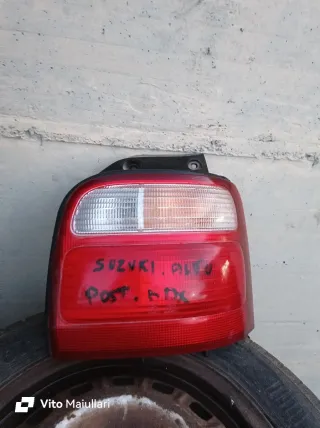 SUZUKI. ALTO
POST.
Vito Maiullari